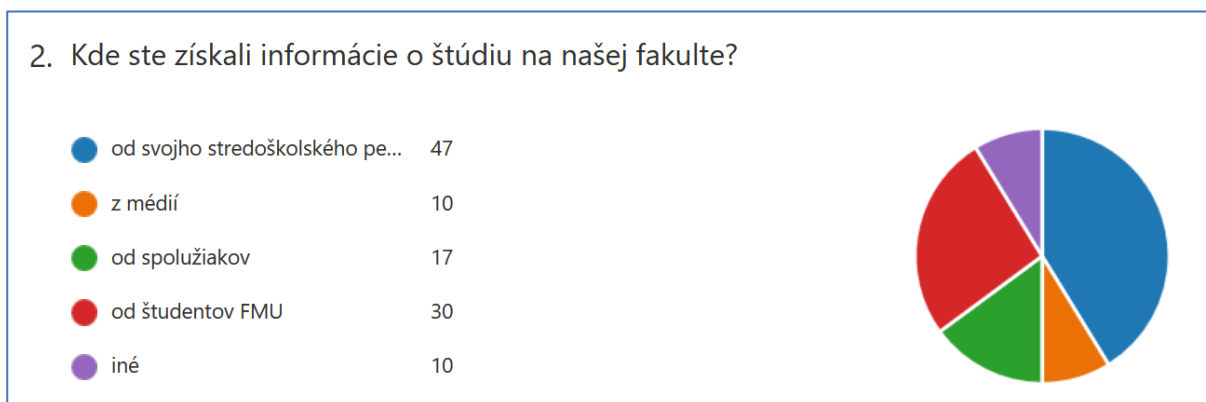 2. Kde ste získali informácie o štúdiu na našej fakulte?
od svojho stredoškolského pe... 47
z médií 10
od spolužiakov 17
od študentov FMU 30
iné 10